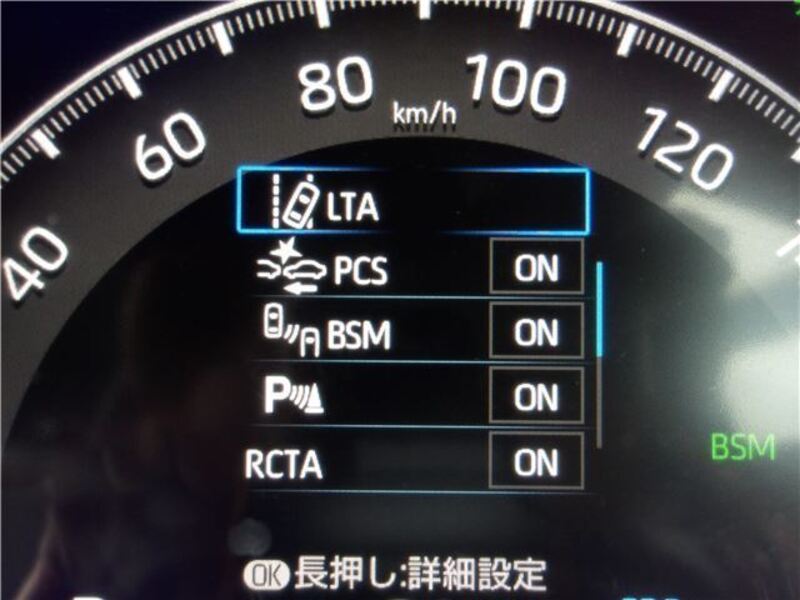 80
100
km/h
60
120
40
LTA
PCS ON
BSM ON
P ON
BSM
RCTA ON
OK 長押し:詳細設定